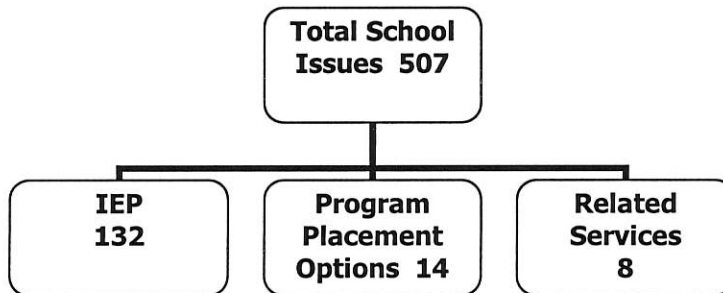 Total School
Issues 507
IEP
132
Program
Placement
Options 14
Related
Services
8